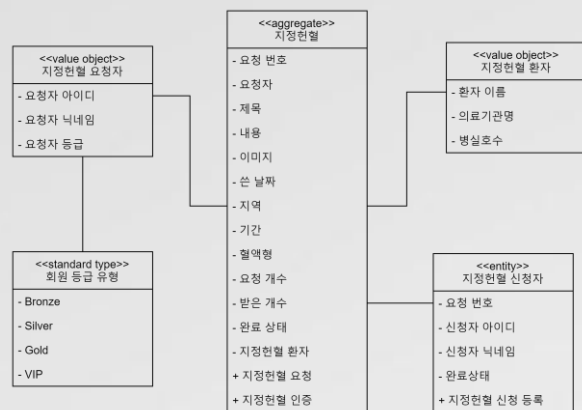 <<value object>>
지정헌혈 요청자
- 요청자 아이디
- 요청자 닉네임
- 요청자 등급
<<standard type>>
회원 등급 유형
- Bronze
- Silver
- Gold
- VIP
<<aggregate>>
지정헌혈
- 요청 번호
- 요청자
- 제목
- 내용
- 이미지
- 쓴 날짜
- 지역
- 기간
- 혈액형
- 요청 개수
- 받은 개수
- 완료 상태
- 지정헌혈 환자
+ 지정헌혈 요청
+ 지정헌혈 인증
<<value object>>
지정헌혈 환자
- 환자 이름
- 의료기관명
- 병실호수
<<entity>>
지정헌혈 신청자
- 요청 번호
- 신청자 아이디
- 신청자 닉네임
- 완료상태
+ 지정헌혈 신청 등록